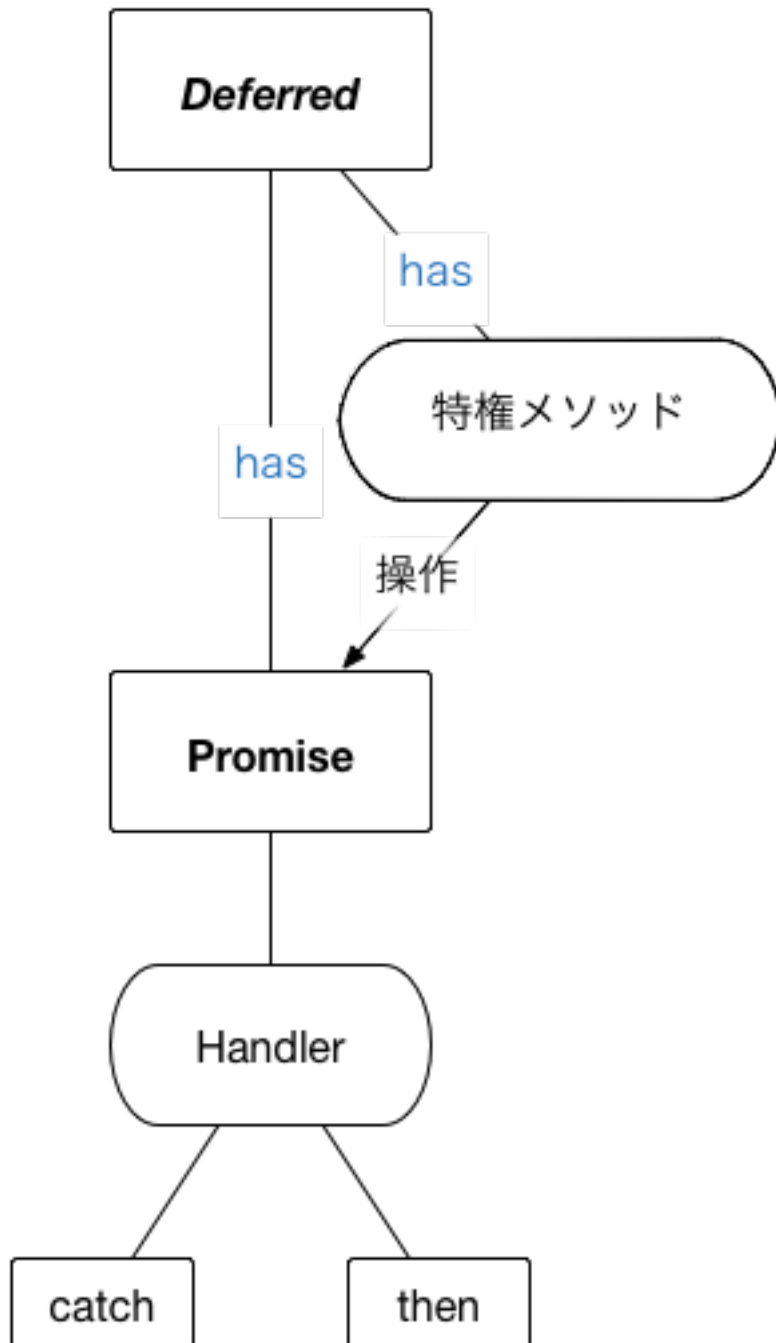 Deferred
has
特権メソッド
has
操作
Promise
Handler
catch
then